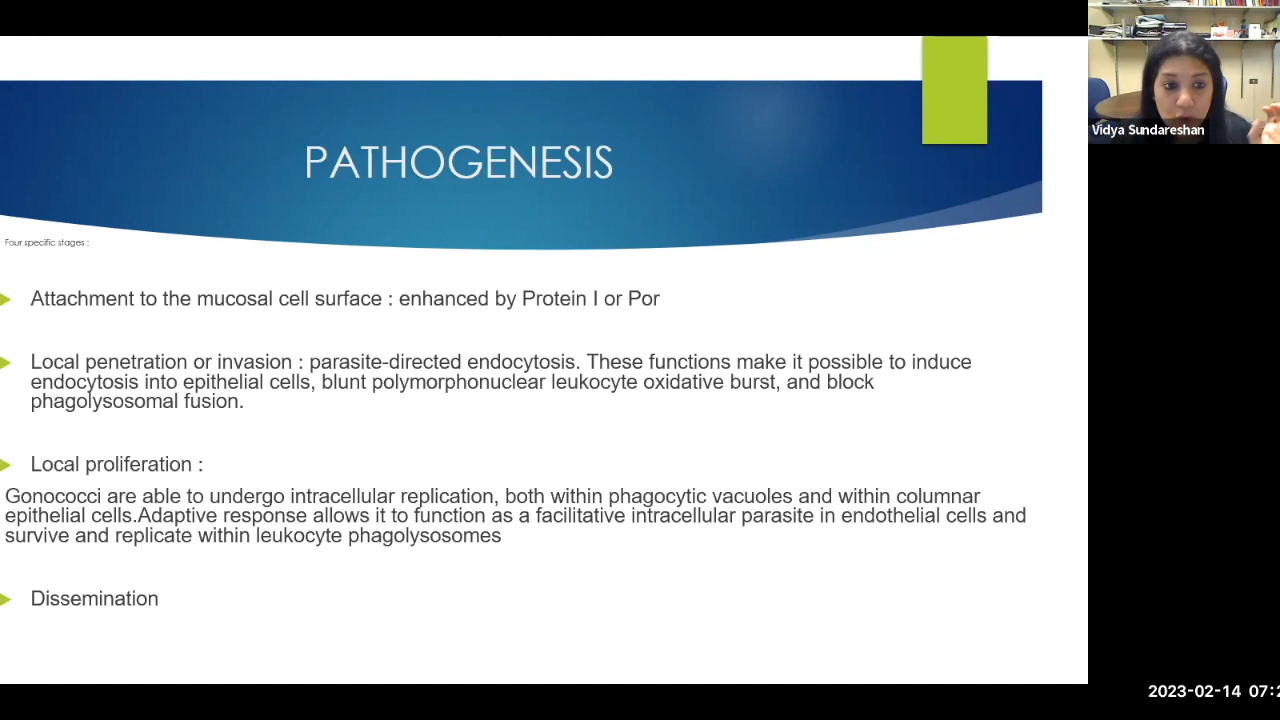 PATHOGENESIS
Vidya Sundareshan
Four specific stages :
Attachment to the mucosal cell surface : enhanced by Protein I or Por
Local penetration or invasion : parasite-directed endocytosis. These functions make it possible to induce
endocytosis into epithelial cells, blunt polymorphonuclear leukocyte oxidative burst, and block
phagolysosomal fusion.
Local proliferation :
Gonococci are able to undergo intracellular replication, both within phagocytic vacuoles and within columnar
epithelial cells.Adaptive response allows it to function as a facilitative intracellular parasite in endothelial cells and
survive and replicate within leukocyte phagolysosomes
Dissemination
2023-02-14